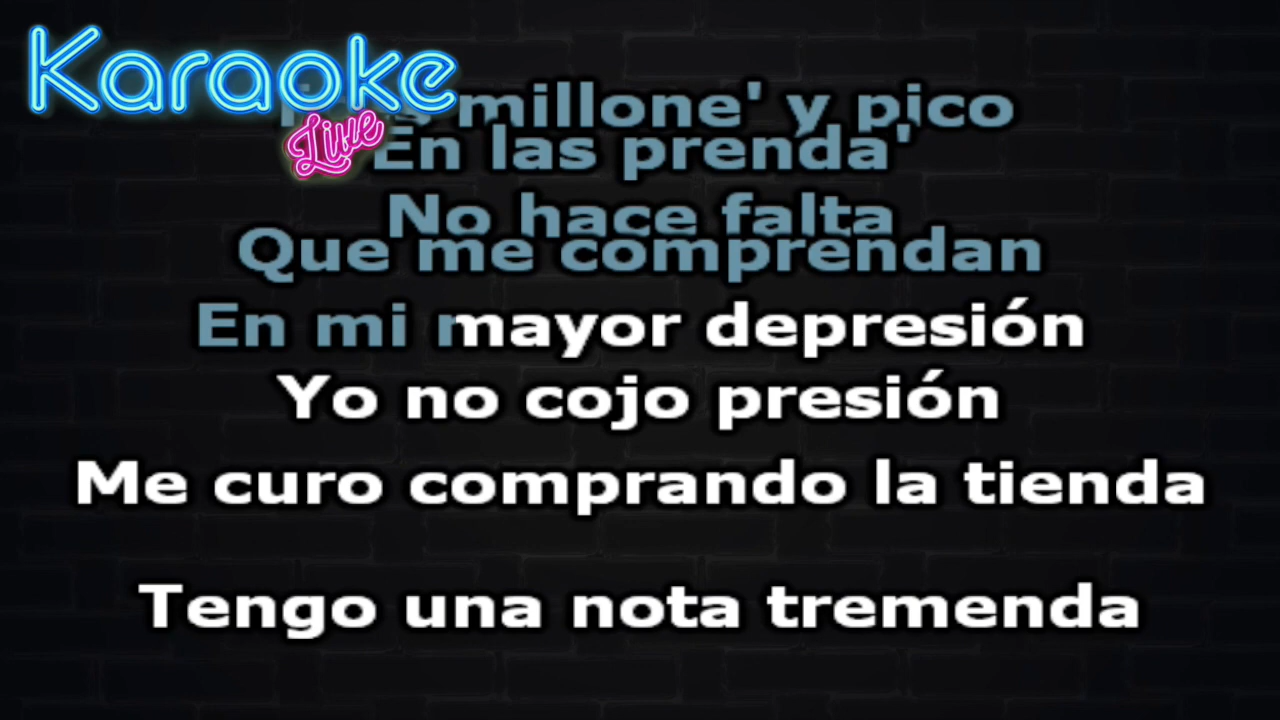 Karaoke
Live
millone' y pico
En las prenda'
No hace falta
Que me comprendan
En mi mayor depresión
Yo no cojo presión
Me curo comprando la tienda
Tengo una nota tremenda